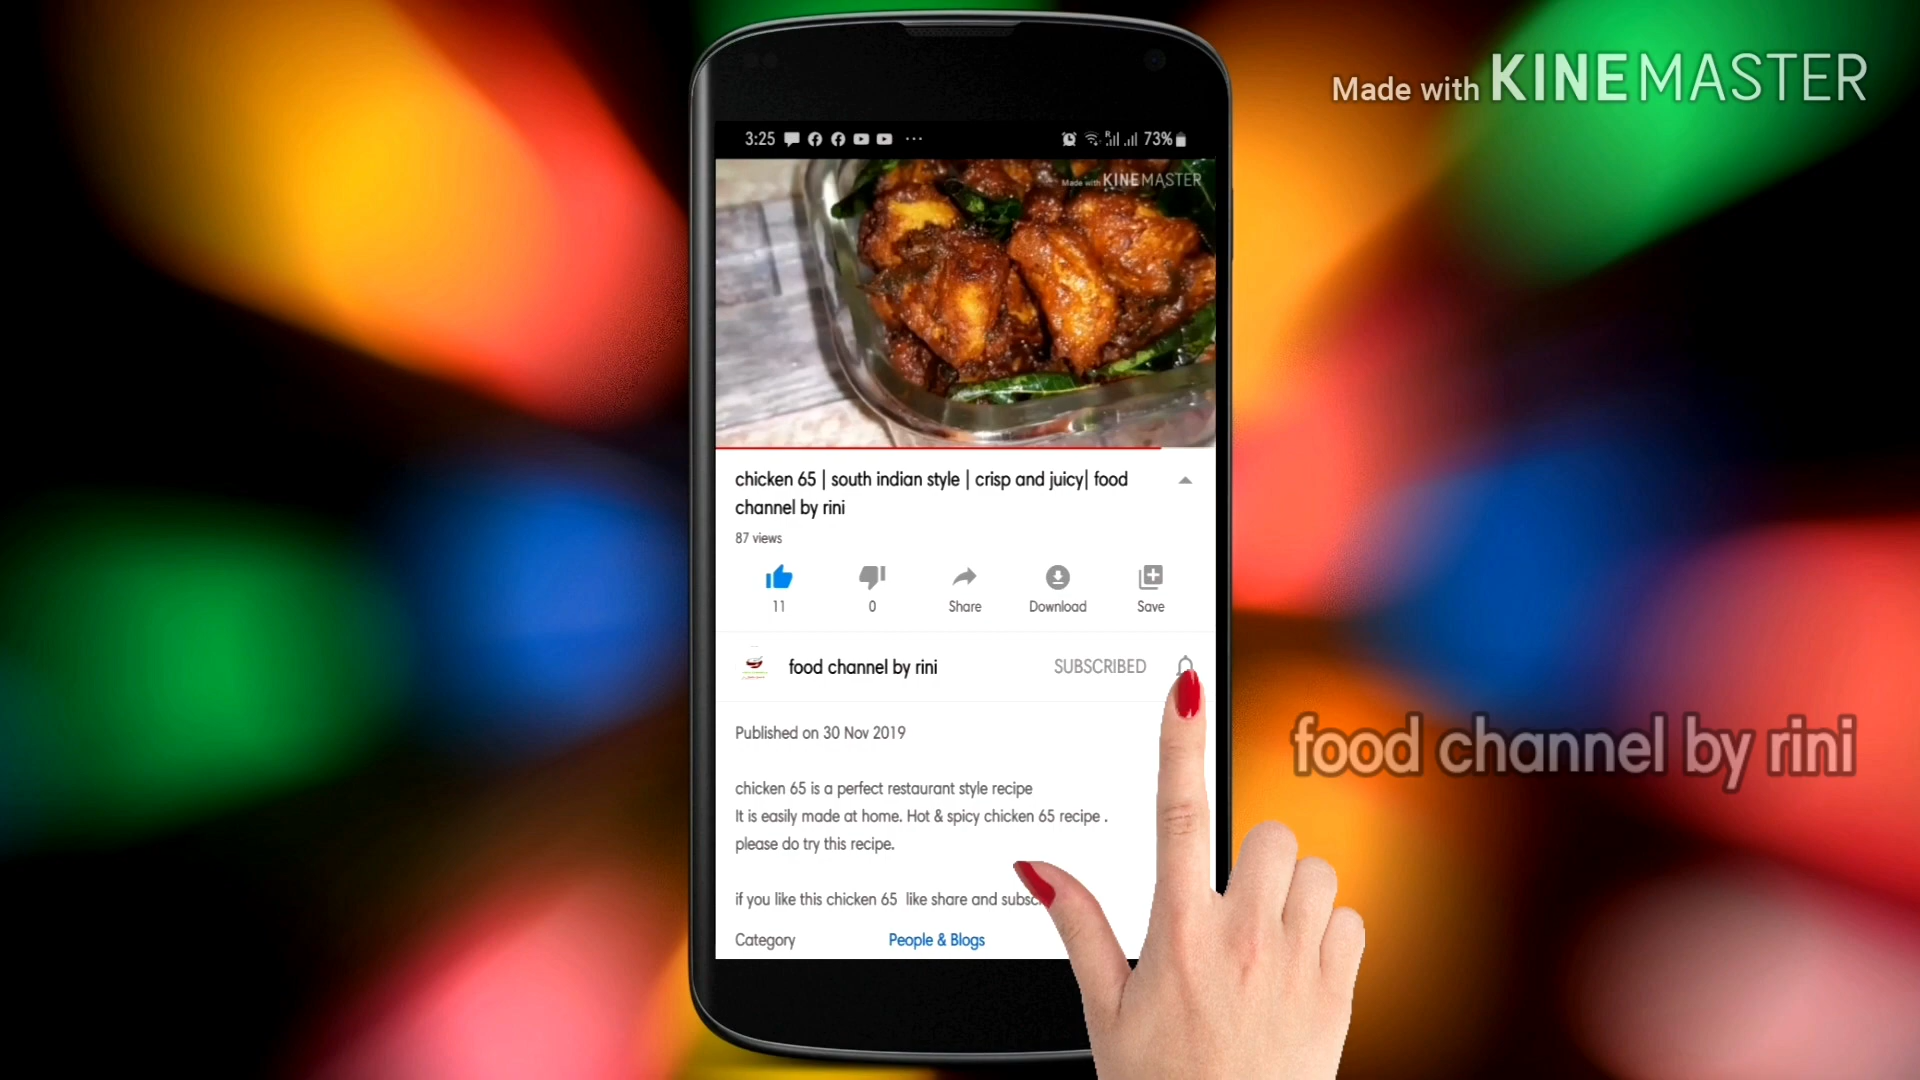 Made with KINEMASTER
3:25
73%
Made with KINEMASTER
chicken 65 | south indian style | crisp and juicy| food
channel by rini
87 views
11
0
Share
Download
Save
food channel by rini
SUBSCRIBED
Published on 30 Nov 2019
food channel by rini
chicken 65 is a perfect restaurant style recipe
It is easily made at home. Hot & spicy chicken 65 recipe .
please do try this recipe.
if you like this chicken 65 like share and
Category
People & Blogs